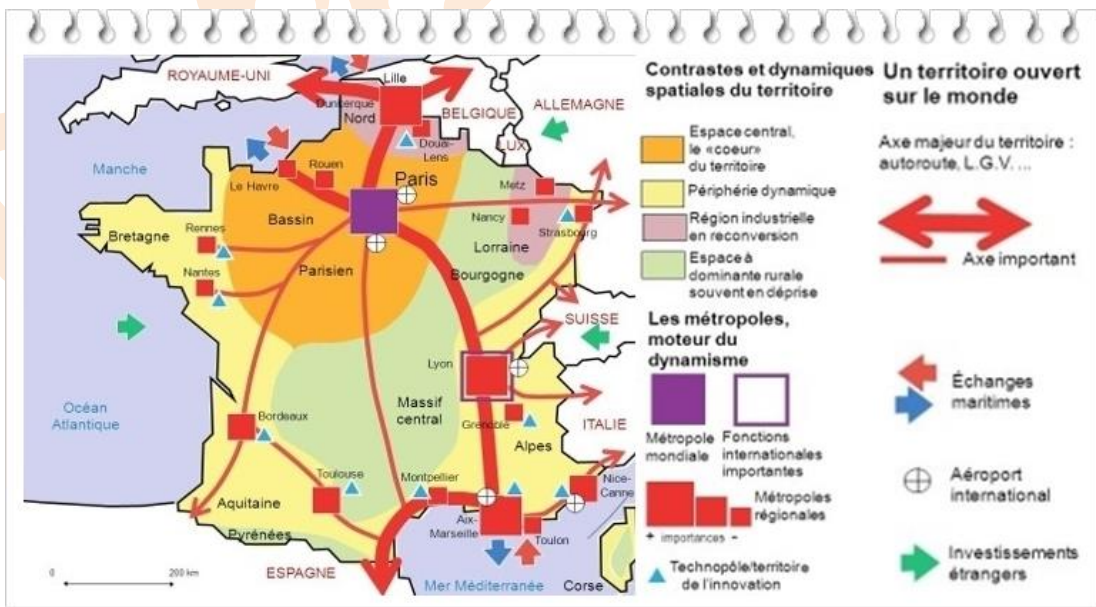 ROYAUME-UNI
Lille
Dunkerque
Nord
BELGIQUE
ALLEMAGNE
Douai-
Lens
LUX
Manche
Le Havre
Rouen
Paris
Metz
Nancy
Strasbourg
Bassin
Parisien
Lorraine
Bretagne
Rennes
Nantes
Bourgogne
SUISSE
Lyon
Océan
Atlantique
Massif
central
Grenoble
Alpes
ITALIE
Bordeaux
Toulouse
Montpellier
Nice-
Canne
Aquitaine
Aix-
Marseille
Toulon
Pyrénées
ESPAGNE
Mer Méditerranée
Corse
0 200 km
Contrastes et dynamiques
spatiales du territoire
Espace central,
le «coeur»
du territoire
Périphérie dynamique
Région industrielle
en reconversion
Espace à
dominante rurale
souvent en déprise
Les métropoles,
moteur du
dynamisme
Métropole
mondiale
Fonctions
internationales
importantes
Métropoles
régionales
+ importances -
Technopôle/territoire
de l'innovation
Un territoire ouvert
sur le monde
Axe majeur du territoire :
autoroute, L.G.V. ...
Axe important
Échanges
maritimes
Aéroport
international
Investissements
étrangers